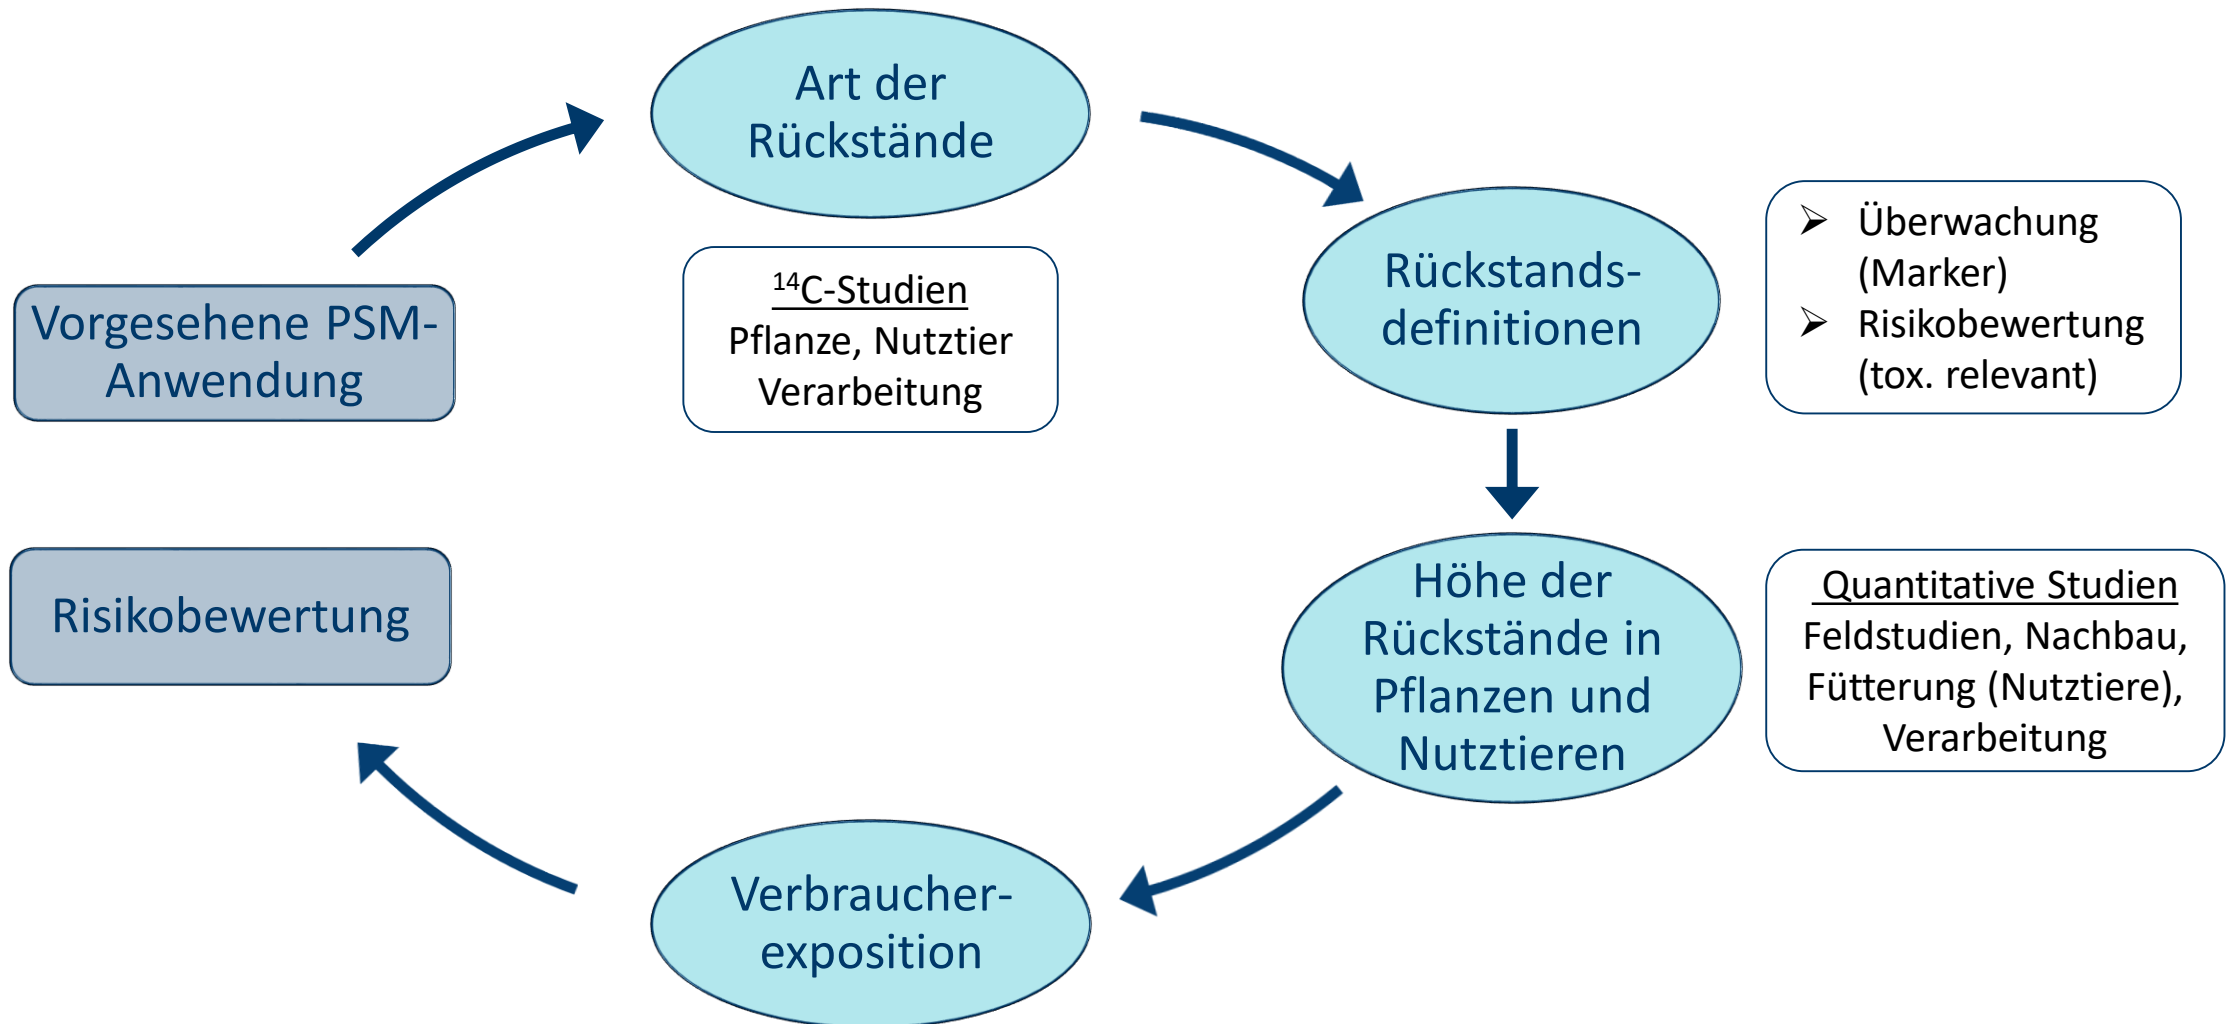 Art der
Rückstände
Vorgesehene PSM-
Anwendung
¹⁴C-Studien
Pflanze, Nutztier
Verarbeitung
Rückstands-
definitionen
➢ Überwachung
(Marker)
➢ Risikobewertung
(tox. relevant)
Höhe der
Rückstände in
Pflanzen und
Nutztieren
Quantitative Studien
Feldstudien, Nachbau,
Fütterung (Nutztiere),
Verarbeitung
Verbraucher-
exposition
Risikobewertung